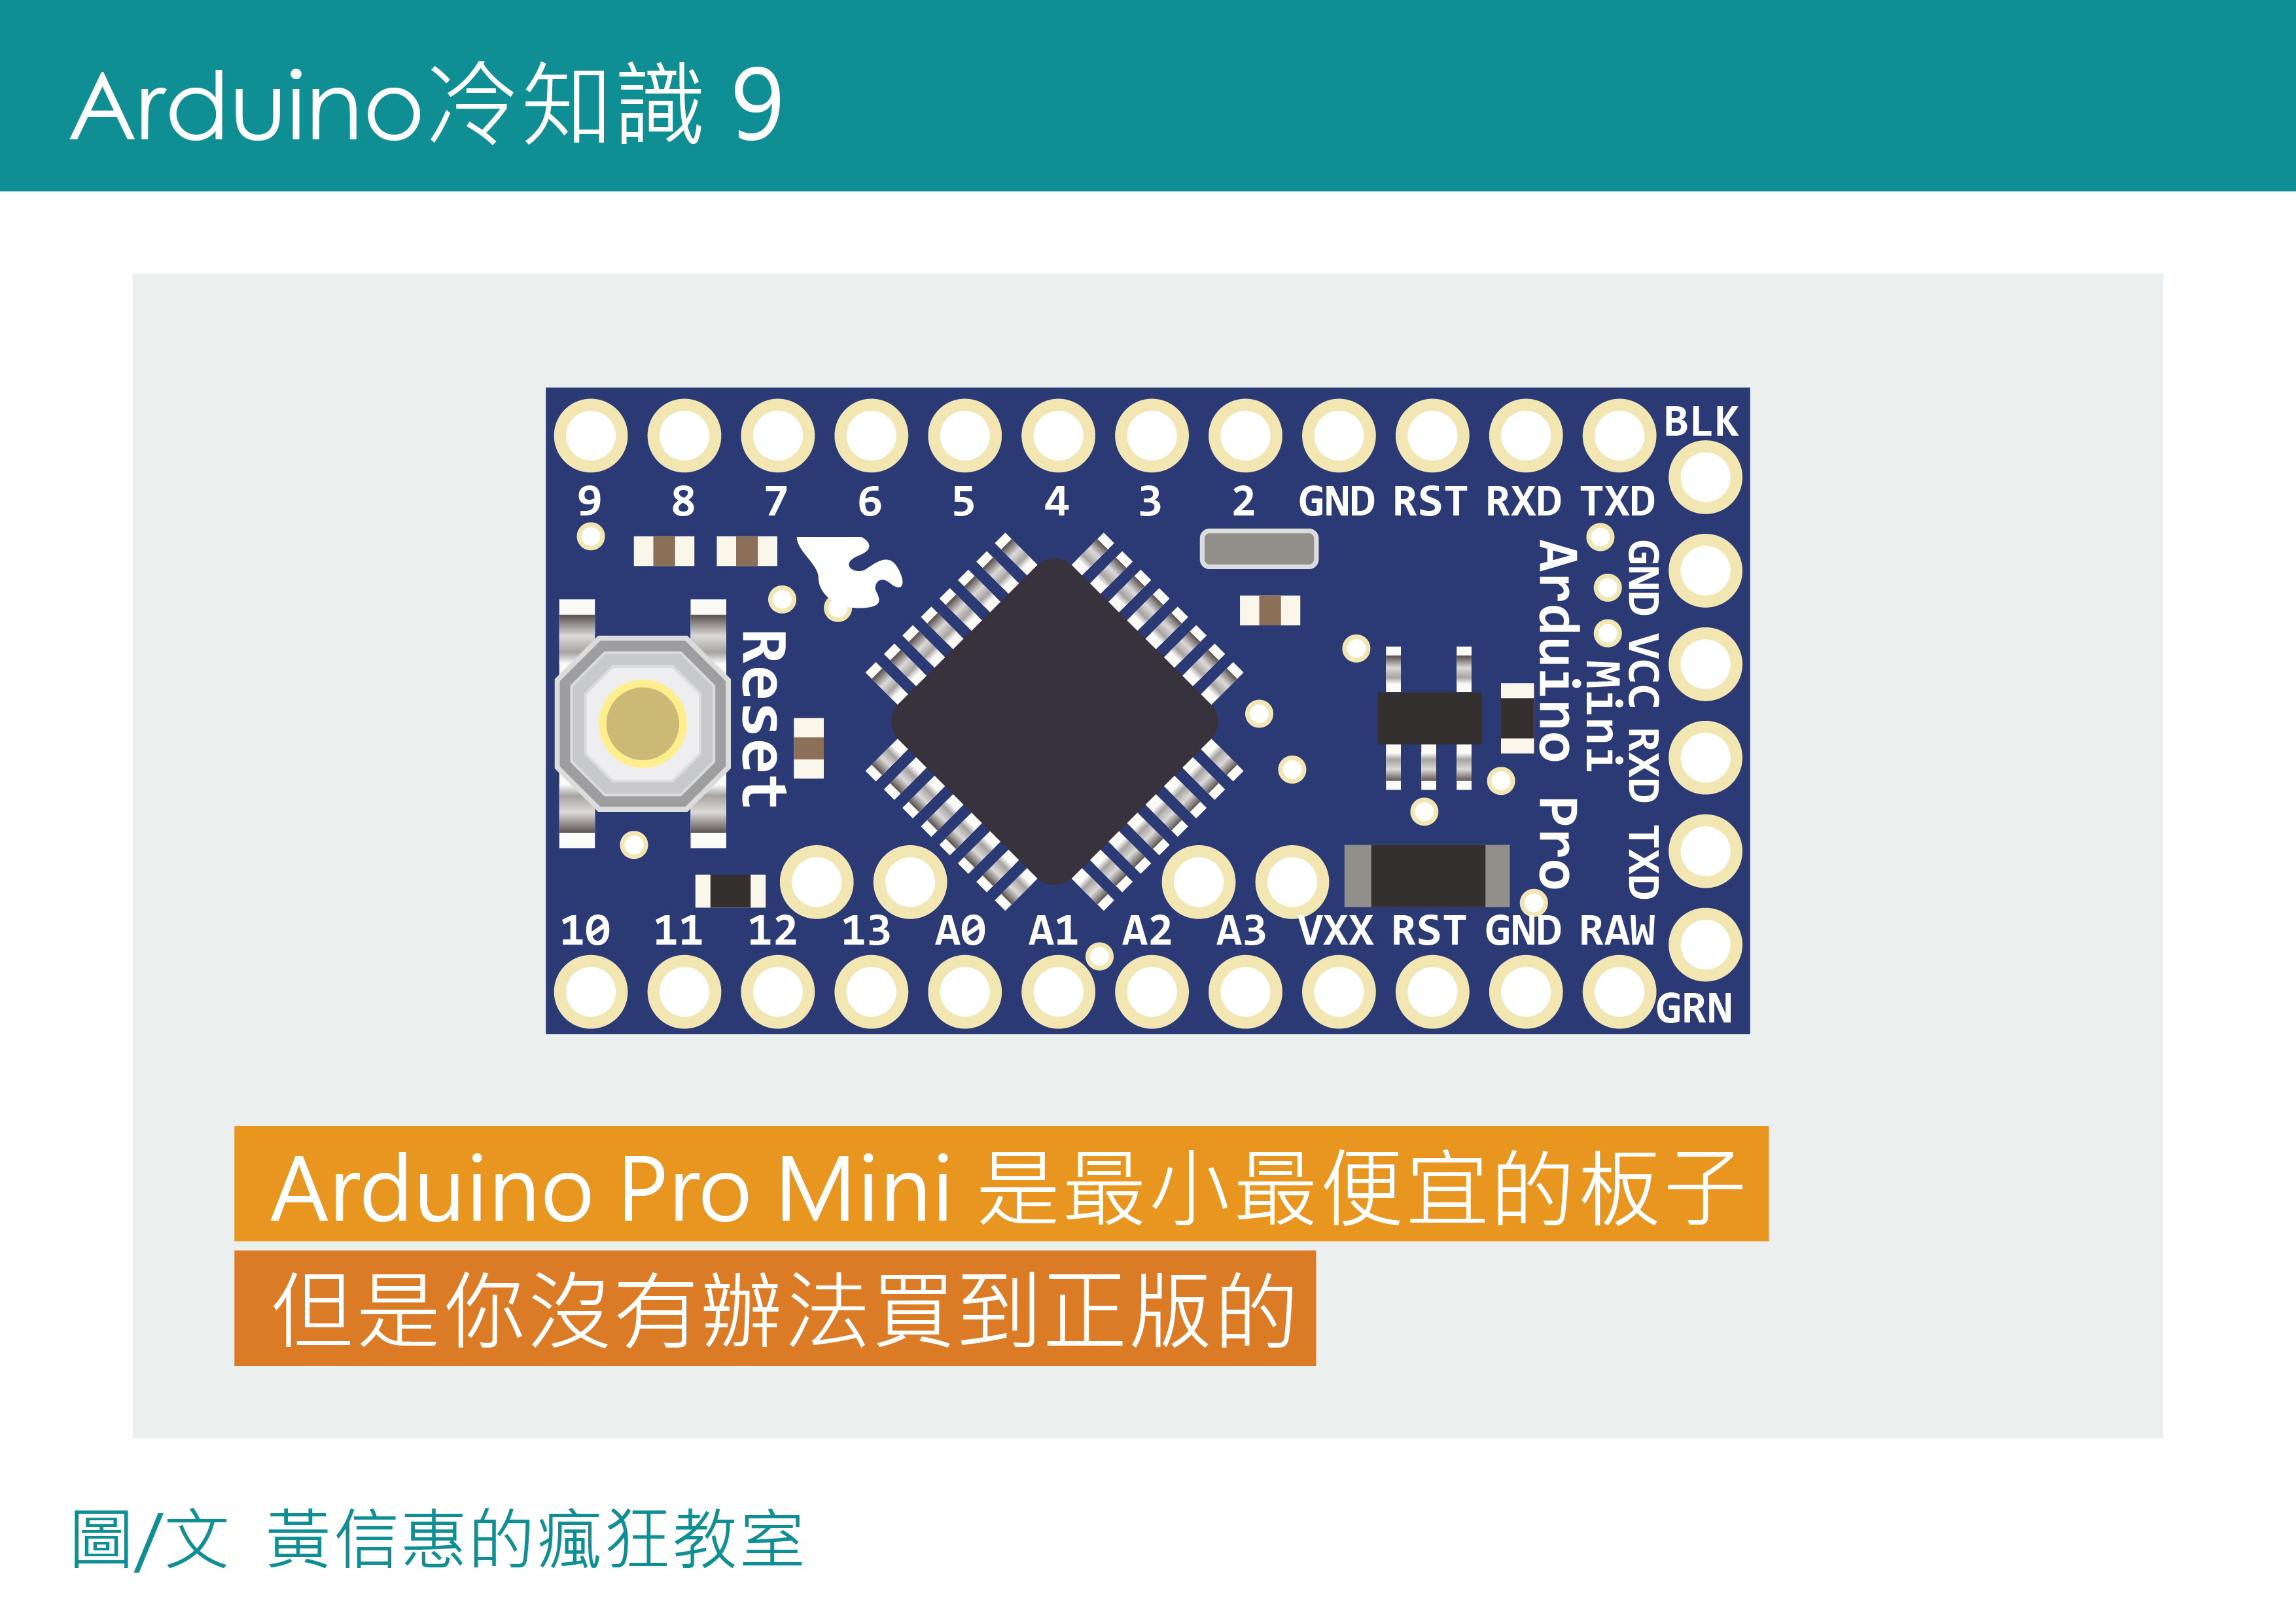 Arduino冷知識 9
BLK
9 8 7 6 5 4 3 2 GND RST RXD TXD
Reset
Arduino Pro
Mini
GND VCC RXD TXD
10 11 12 13 A0 A1 A2 A3 VXX RST GND RAW
GRN
Arduino Pro Mini 是最小最便宜的板子
但是你沒有辦法買到正版的
圖/文 黃信惠的瘋狂教室